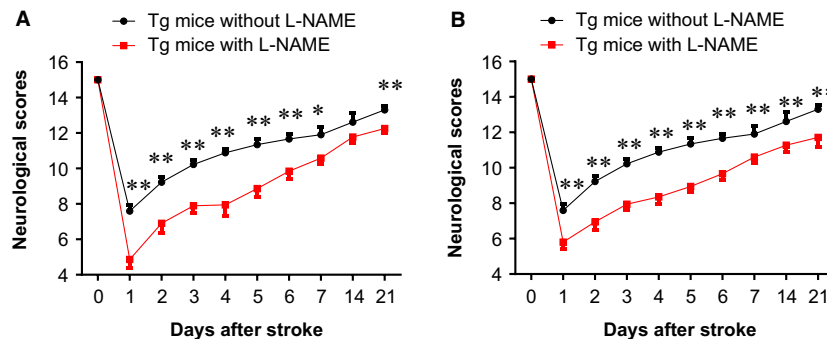 A
Tg mice without L-NAME
Tg mice with L-NAME
Neurological scores
16
14
12
10
8
6
4
** ** ** ** ** ** * **
0 1 2 3 4 5 6 7 14 21
Days after stroke
B
Tg mice without L-NAME
Tg mice with L-NAME
Neurological scores
16
14
12
10
8
6
4
** ** ** ** ** ** ** ** **
0 1 2 3 4 5 6 7 14 21
Days after stroke